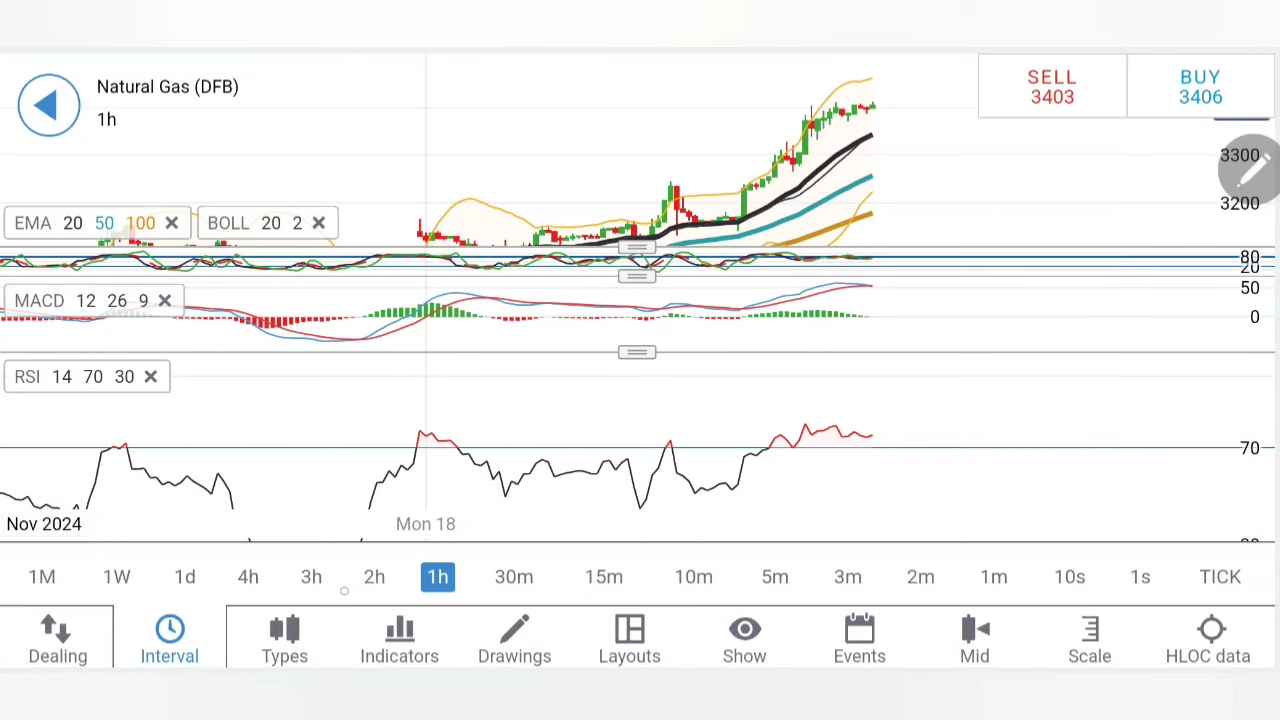 Natural Gas (DFB)
1h
SELL
3403
BUY
3406
3300
3200
EMA 20 50 100
BOLL 20 2
80
20
50
MACD 12 26 9
0
RSI 14 70 30
70
Nov 2024
Mon 18
1M 1W 1d 4h 3h 2h 1h 30m 15m 10m 5m 3m 2m 1m 10s 1s TICK
Dealing Interval Types Indicators Drawings Layouts Show Events Mid Scale HLOC data